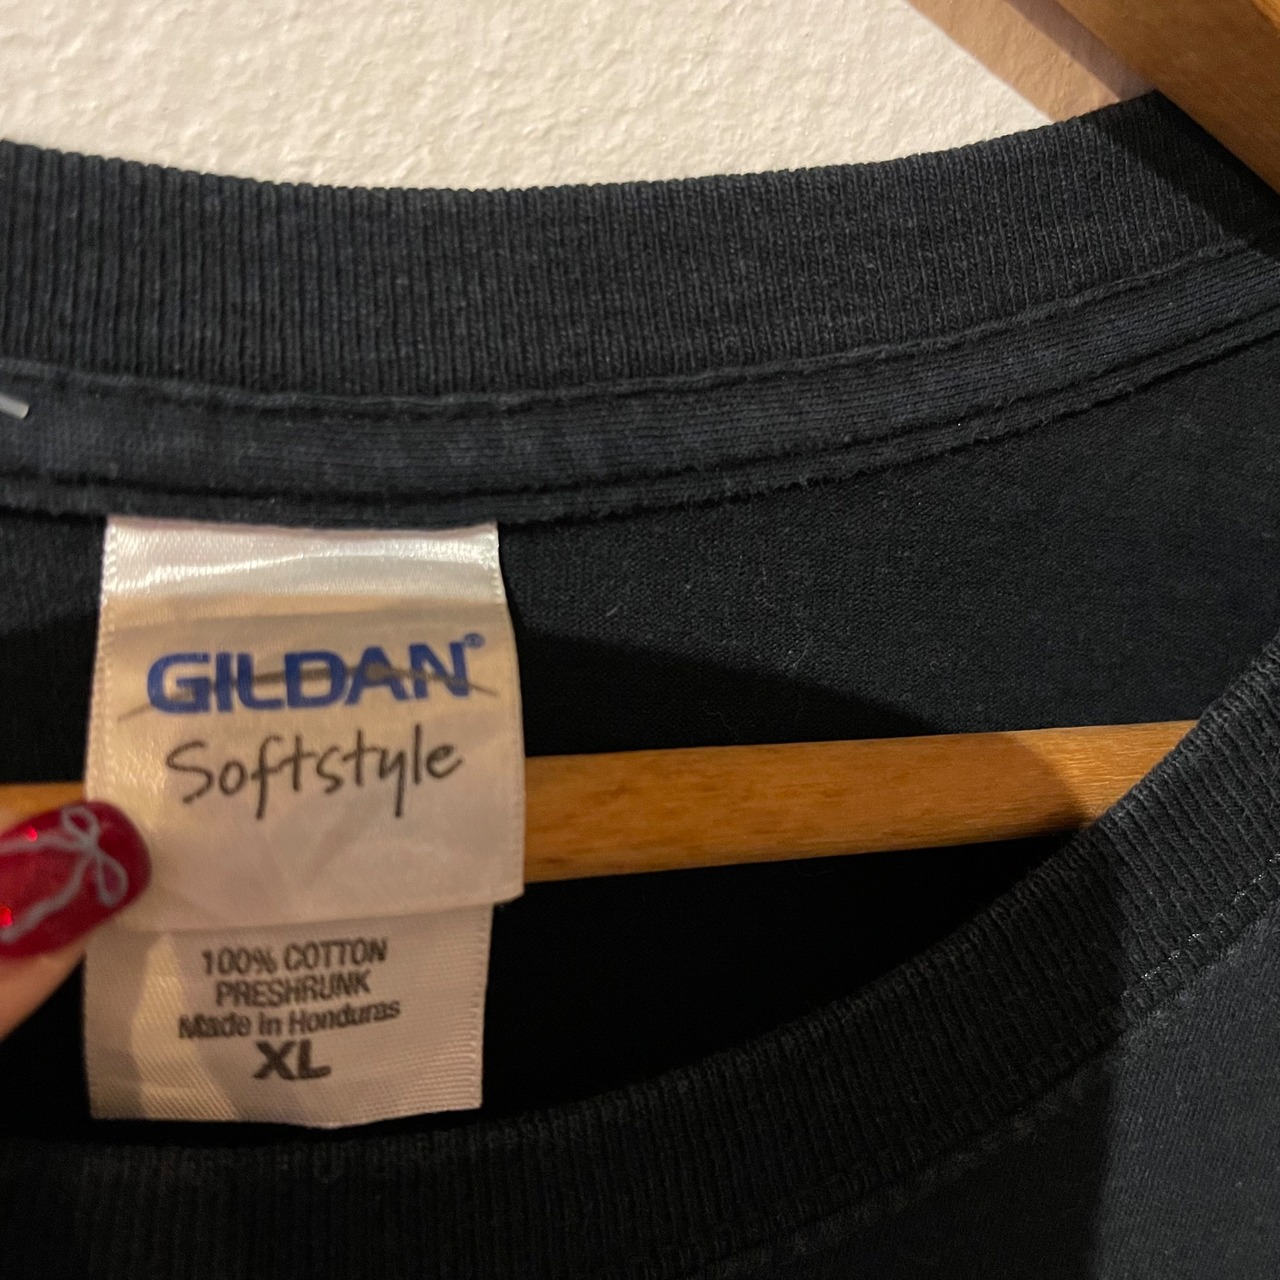 GILDAN®
Softstyle
100% COTTON
PRESHRUNK
Made in Honduras
XL